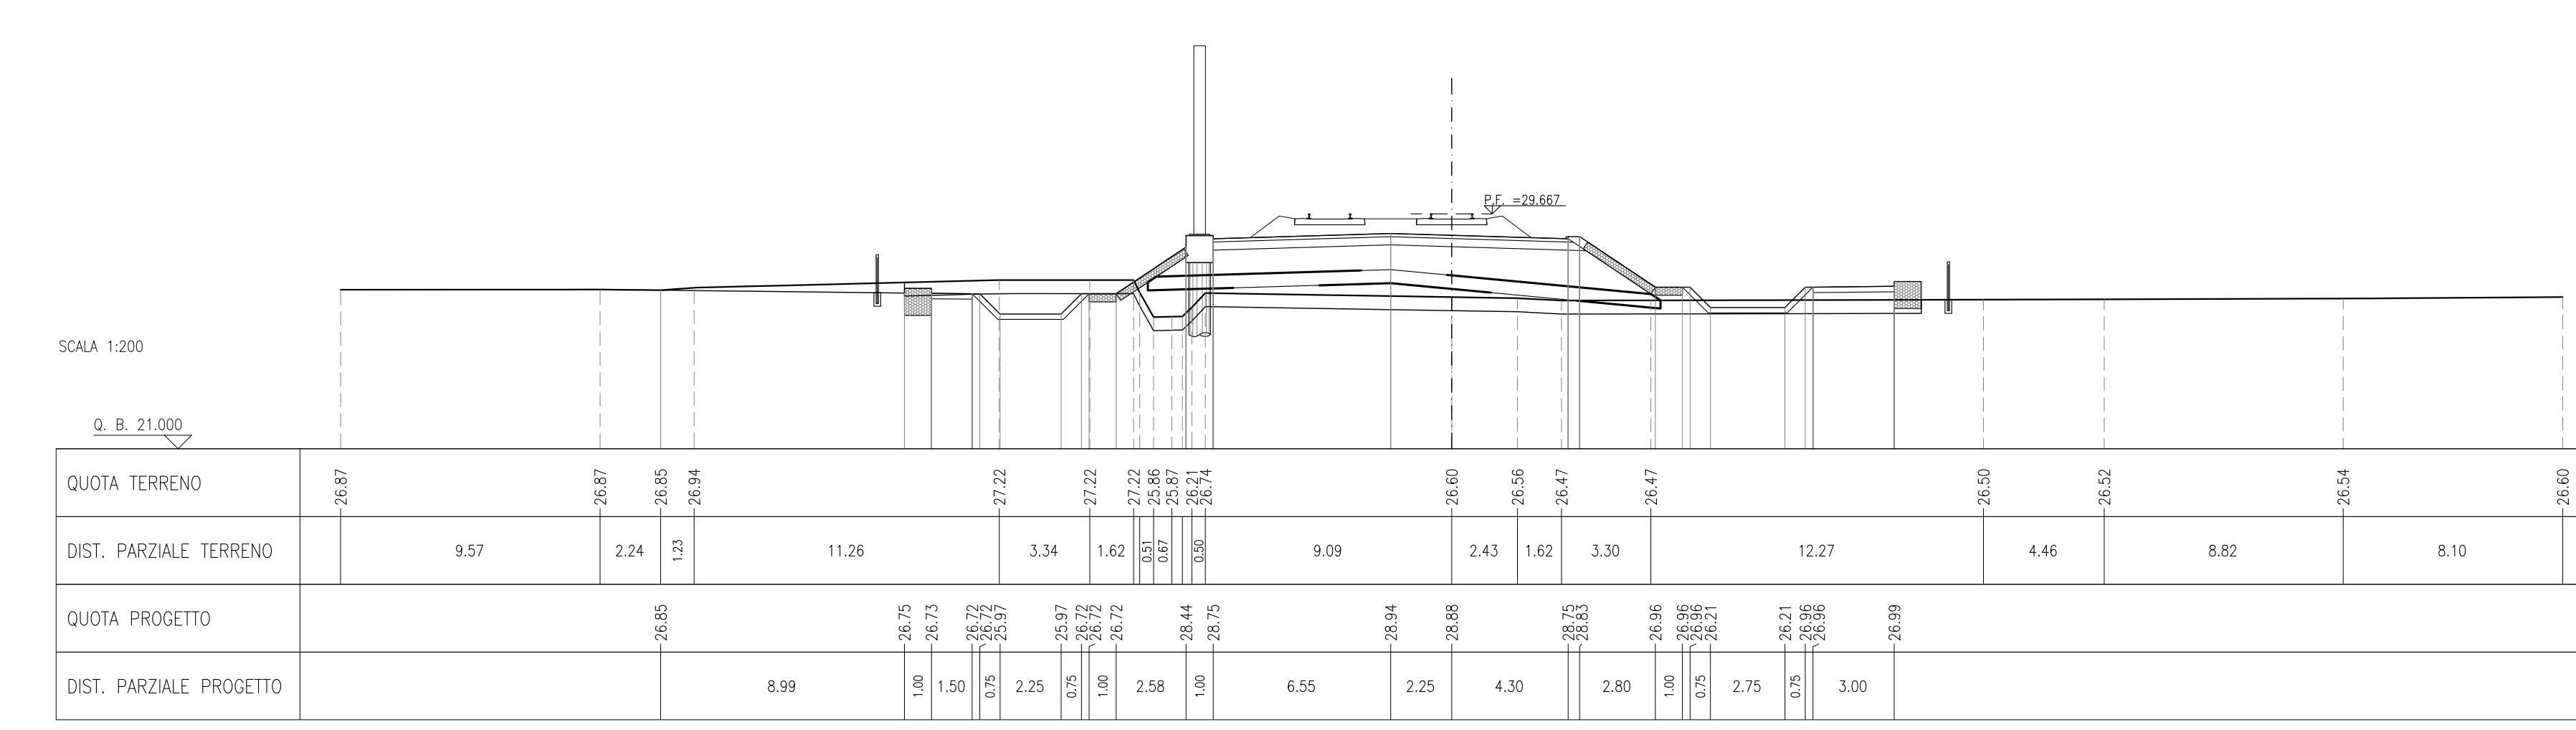 P.F. =29.667
SCALA 1:200
Q. B. 21.000
QUOTA TERRENO 26.87 26.87 26.85 26.94 27.22 27.22 27.22 25.86 25.87 26.21 26.74 26.60 26.56 26.47 26.47 26.50 26.52 26.54 26.60
DIST. PARZIALE TERRENO 9.57 2.24 1.23 11.26 3.34 1.62 0.51 0.67 0.50 9.09 2.43 1.62 3.30 12.27 4.46 8.82 8.10
QUOTA PROGETTO 26.85 26.75 26.73 26.72 26.72 25.97 25.97 26.72 26.72 26.72 28.44 28.75 28.94 28.88 28.75 28.83 26.96 26.96 26.96 26.21 26.21 26.96 26.96 26.99
DIST. PARZIALE PROGETTO 8.99 1.00 1.50 0.75 2.25 0.75 1.00 2.58 1.00 6.55 2.25 4.30 2.80 1.00 0.75 2.75 0.75 3.00